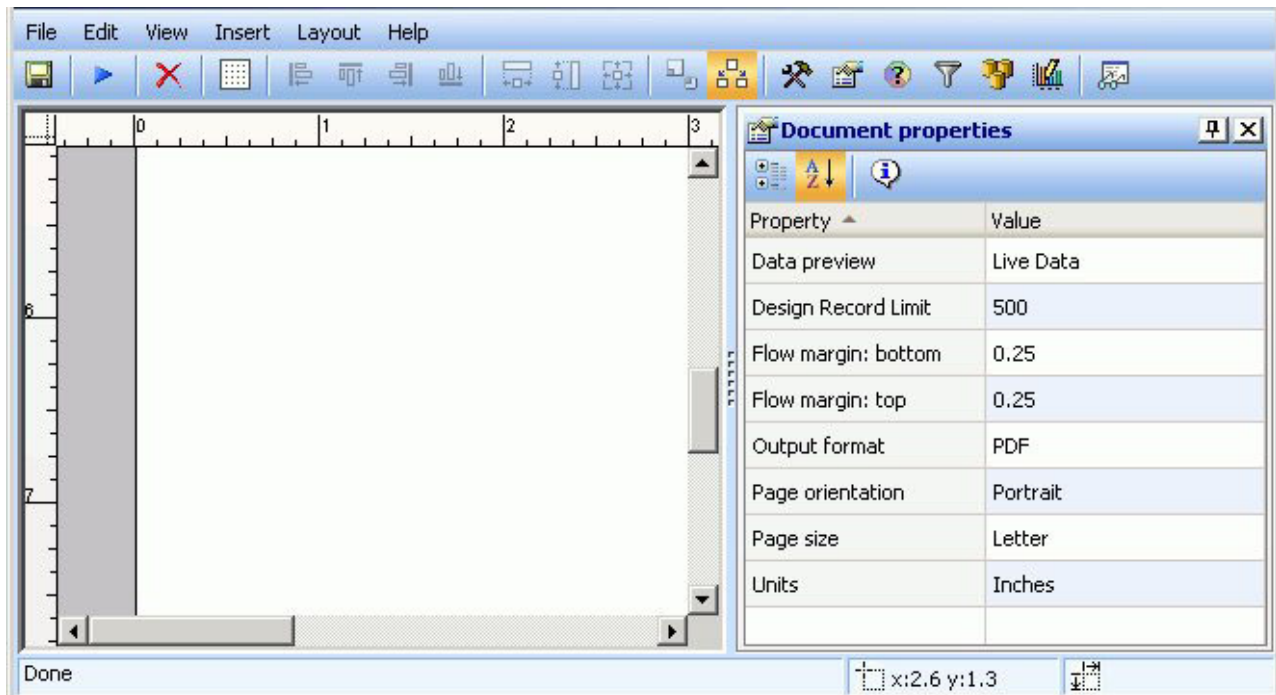 File Edit View Insert Layout Help
0 1 2 3
6
7
Document properties
A
Z
Property Value
Data preview Live Data
Design Record Limit 500
Flow margin: bottom 0.25
Flow margin: top 0.25
Output format PDF
Page orientation Portrait
Page size Letter
Units Inches
Done x:2.6 y:1.3